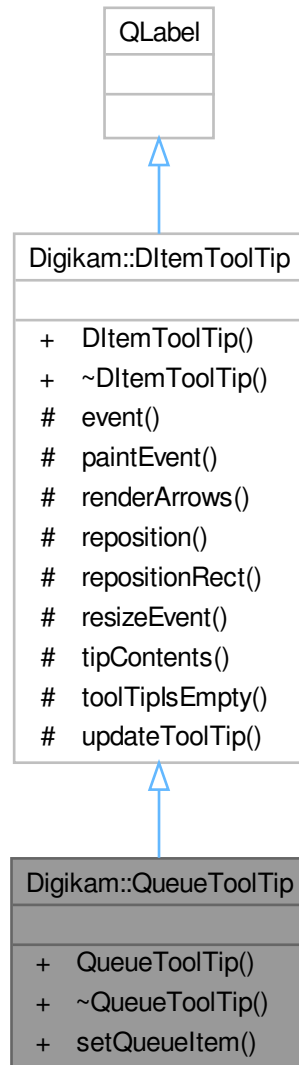 QLabel
Digikam::DItemToolTip
+ DItemToolTip()
+ ~DItemToolTip()
# event()
# paintEvent()
# renderArrows()
# reposition()
# repositionRect()
# resizeEvent()
# tipContents()
# toolTipIsEmpty()
# updateToolTip()
Digikam::QueueToolTip
+ QueueToolTip()
+ ~QueueToolTip()
+ setQueueItem()